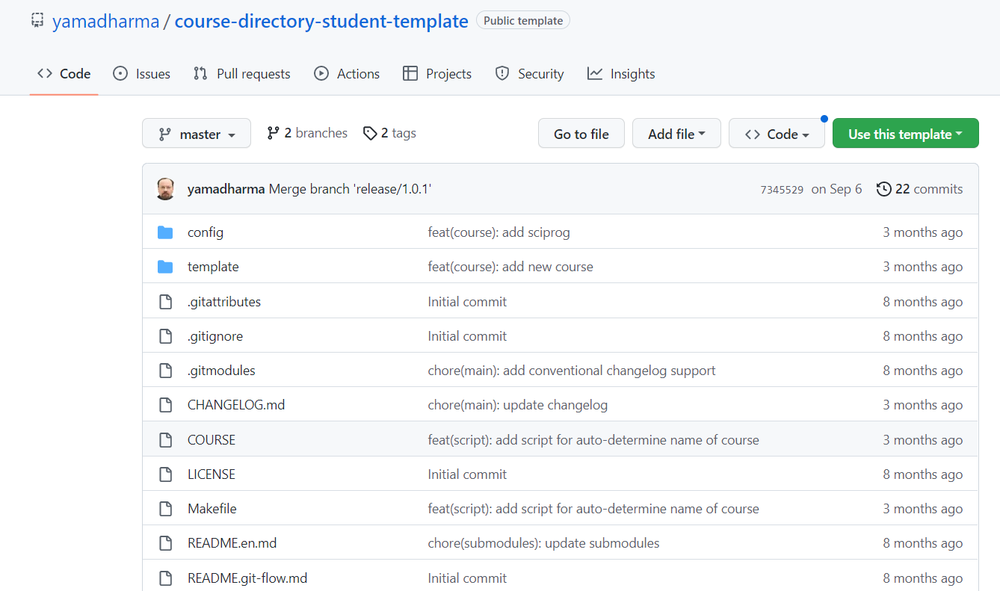 yamadharma / course-directory-student-template Public template
Code Issues Pull requests Actions Projects Security Insights
master 2 branches 2 tags Go to file Add file Code Use this template
yamadharma Merge branch 'release/1.0.1' 7345529 on Sep 6 22 commits
config feat(course): add sciprog 3 months ago
template feat(course): add new course 3 months ago
.gitattributes Initial commit 8 months ago
.gitignore Initial commit 8 months ago
.gitmodules chore(main): add conventional changelog support 8 months ago
CHANGELOG.md chore(main): update changelog 3 months ago
COURSE feat(script): add script for auto-determine name of course 3 months ago
LICENSE Initial commit 8 months ago
Makefile feat(script): add script for auto-determine name of course 3 months ago
README.en.md chore(submodules): update submodules 8 months ago
README.git-flow.md Initial commit 8 months ago